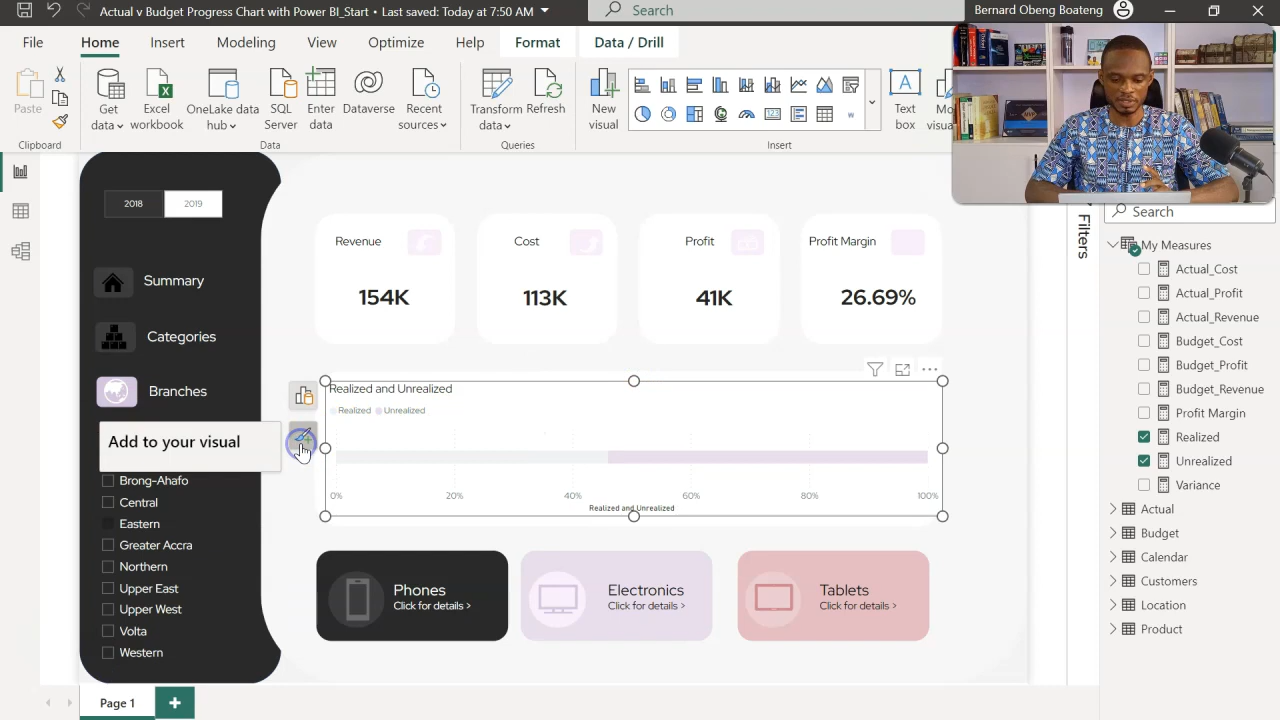 Actual v Budget Progress Chart with Power BI_Start • Last saved: Today at 7:50 AM
Search
Bernard Obeng Boateng
File
Home
Insert
Modeling
View
Optimize
Help
Format
Data / Drill
Paste
Get data
Excel workbook
OneLake data hub
SQL Server
Enter data
Dataverse
Recent sources
Transform data
Refresh
New visual
Text box
Clipboard
Data
Queries
Insert
2018
2019
Summary
Categories
Branches
Add to your visual
Brong-Ahafo
Central
Eastern
Greater Accra
Northern
Upper East
Upper West
Volta
Western
Revenue
154K
Cost
113K
Profit
41K
Profit Margin
26.69%
Realized and Unrealized
Realized
Unrealized
0%
20%
40%
60%
80%
100%
Realized and Unrealized
Phones
Click for details >
Electronics
Click for details >
Tablets
Click for details >
Filters
Search
My Measures
Actual_Cost
Actual_Profit
Actual_Revenue
Budget_Cost
Budget_Profit
Budget_Revenue
Profit Margin
Realized
Unrealized
Variance
Actual
Budget
Calendar
Customers
Location
Product
Page 1